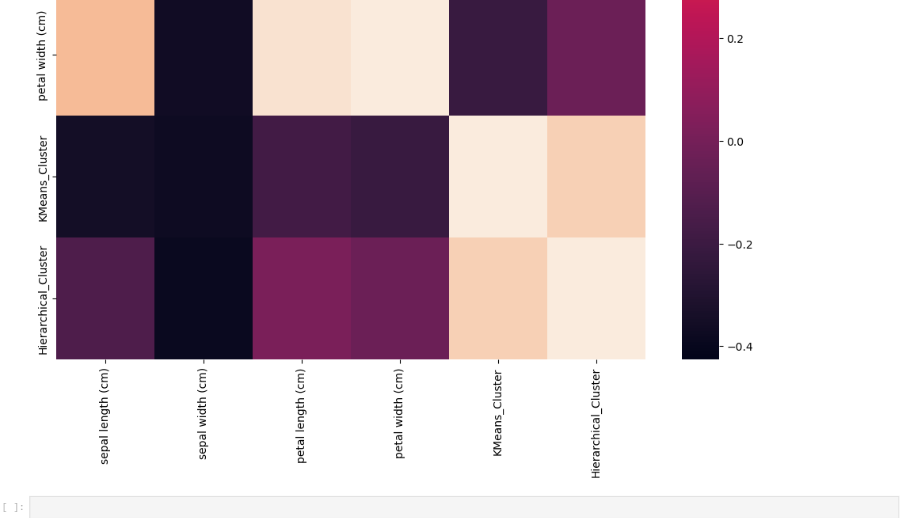 petal width (cm)
KMeans_Cluster
Hierarchical_Cluster
0.2
0.0
−0.2
−0.4
sepal length (cm)
sepal width (cm)
petal length (cm)
petal width (cm)
KMeans_Cluster
Hierarchical_Cluster
[ ]: